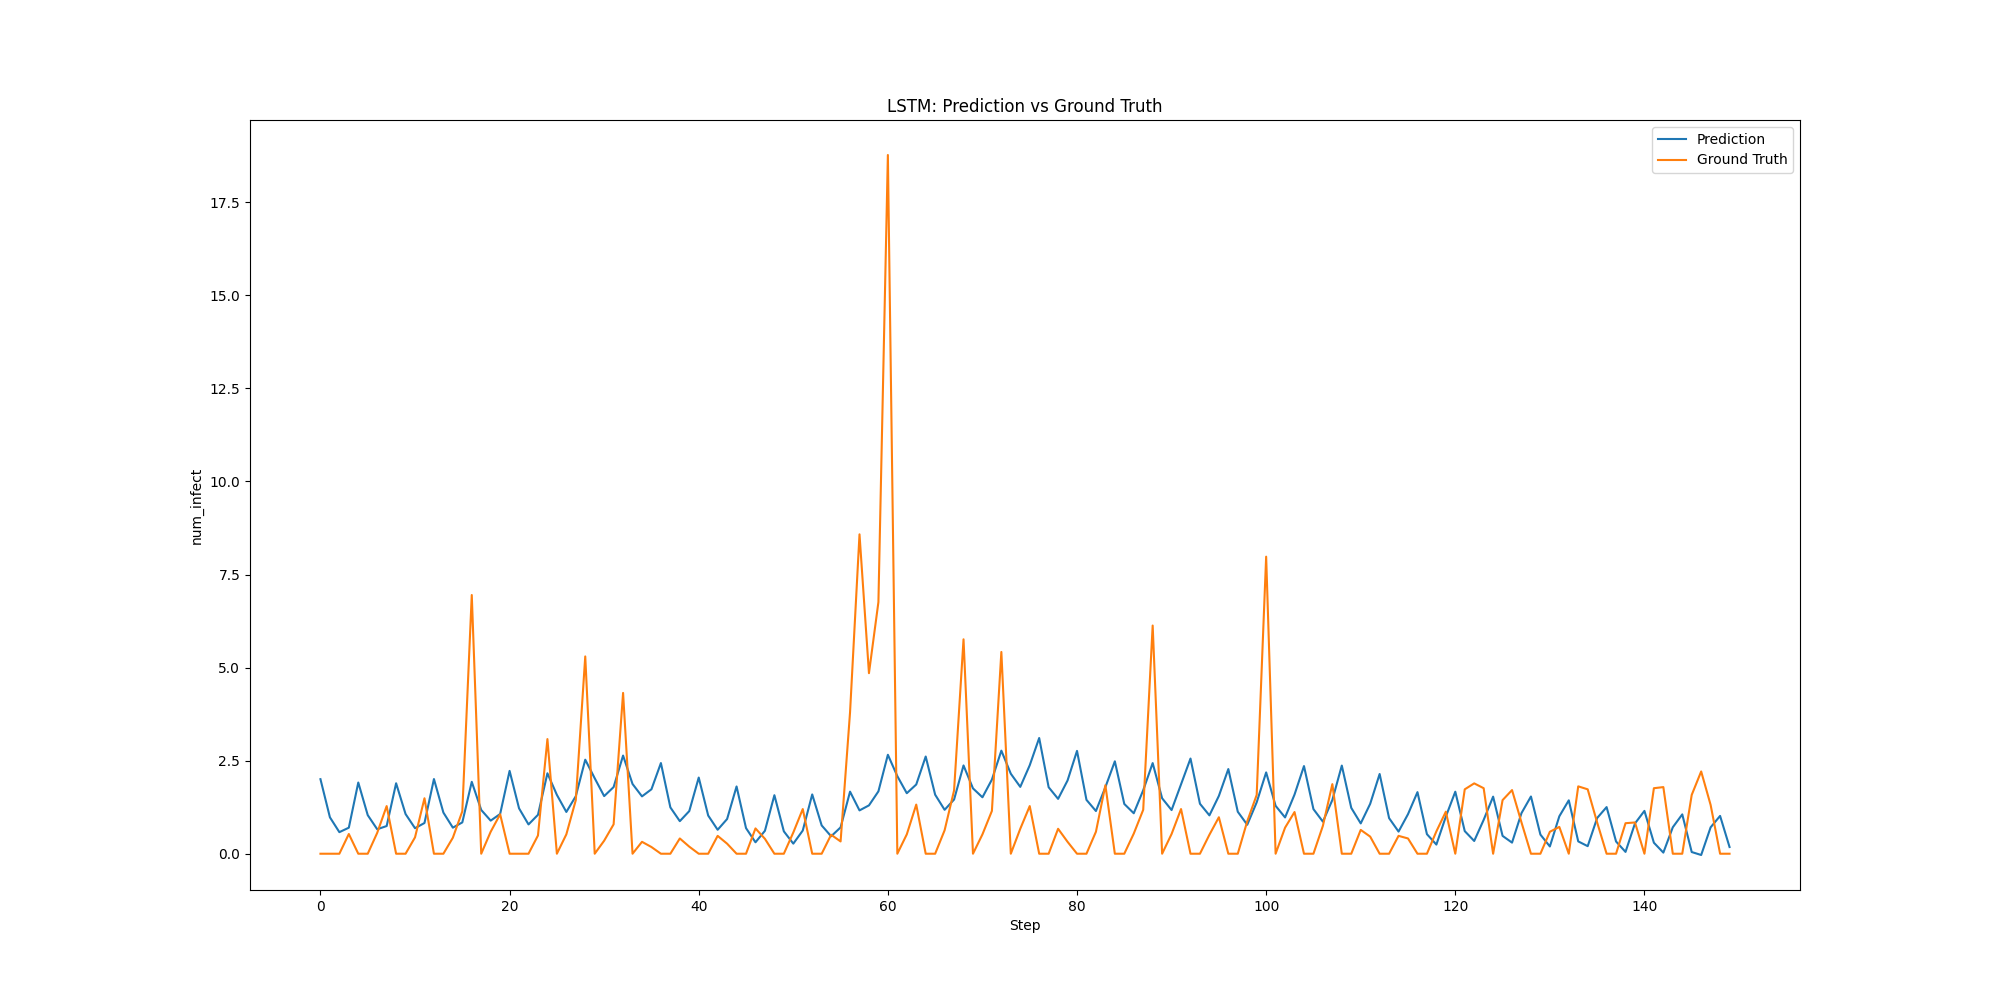 LSTM: Prediction vs Ground Truth
Prediction
Ground Truth
17.5
15.0
12.5
10.0
7.5
5.0
2.5
0.0
num_infect
0 20 40 60 80 100 120 140
Step